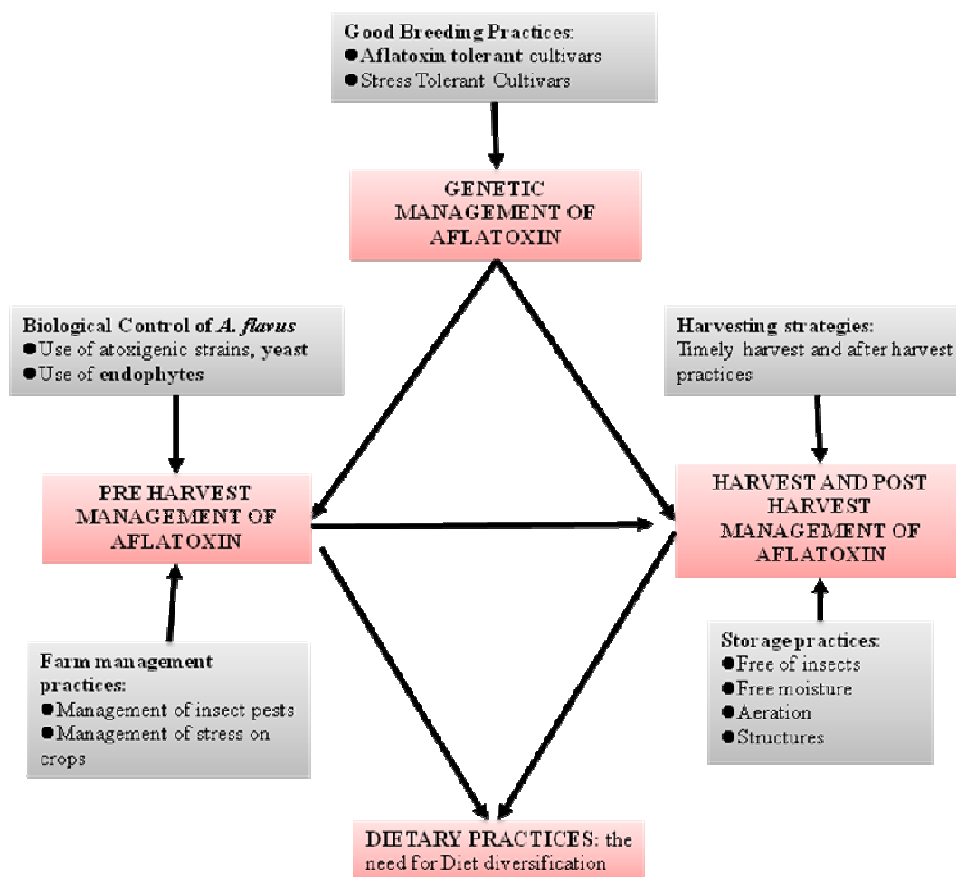 Good Breeding Practices:
●Aflatoxin tolerant cultivars
●Stress Tolerant Cultivars
GENETIC
MANAGEMENT OF
AFLATOXIN
Biological Control of A. flavus
●Use of atoxigenic strains, yeast
●Use of endophytes
Harvesting strategies:
Timely harvest and after harvest
practices
PRE HARVEST
MANAGEMENT OF
AFLATOXIN
HARVEST AND POST
HARVEST
MANAGEMENT OF
AFLATOXIN
Farm management
practices:
●Management of insect pests
●Management of stress on
crops
Storage practices:
●Free of insects
●Free moisture
●Aeration
●Structures
DIETARY PRACTICES: the
need for Diet diversification